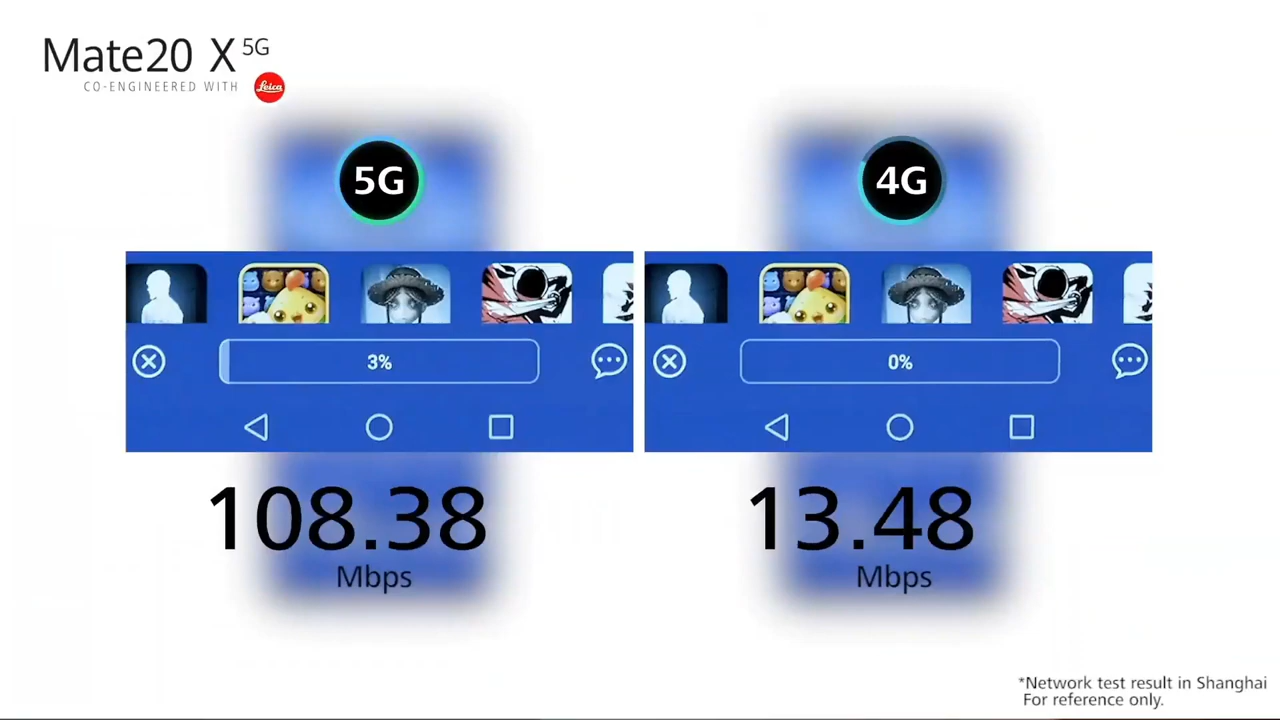 Mate20 X 5G
CO-ENGINEERED WITH Leica
5G
4G
3%
0%
108.38
Mbps
13.48
Mbps
*Network test result in Shanghai
For reference only.